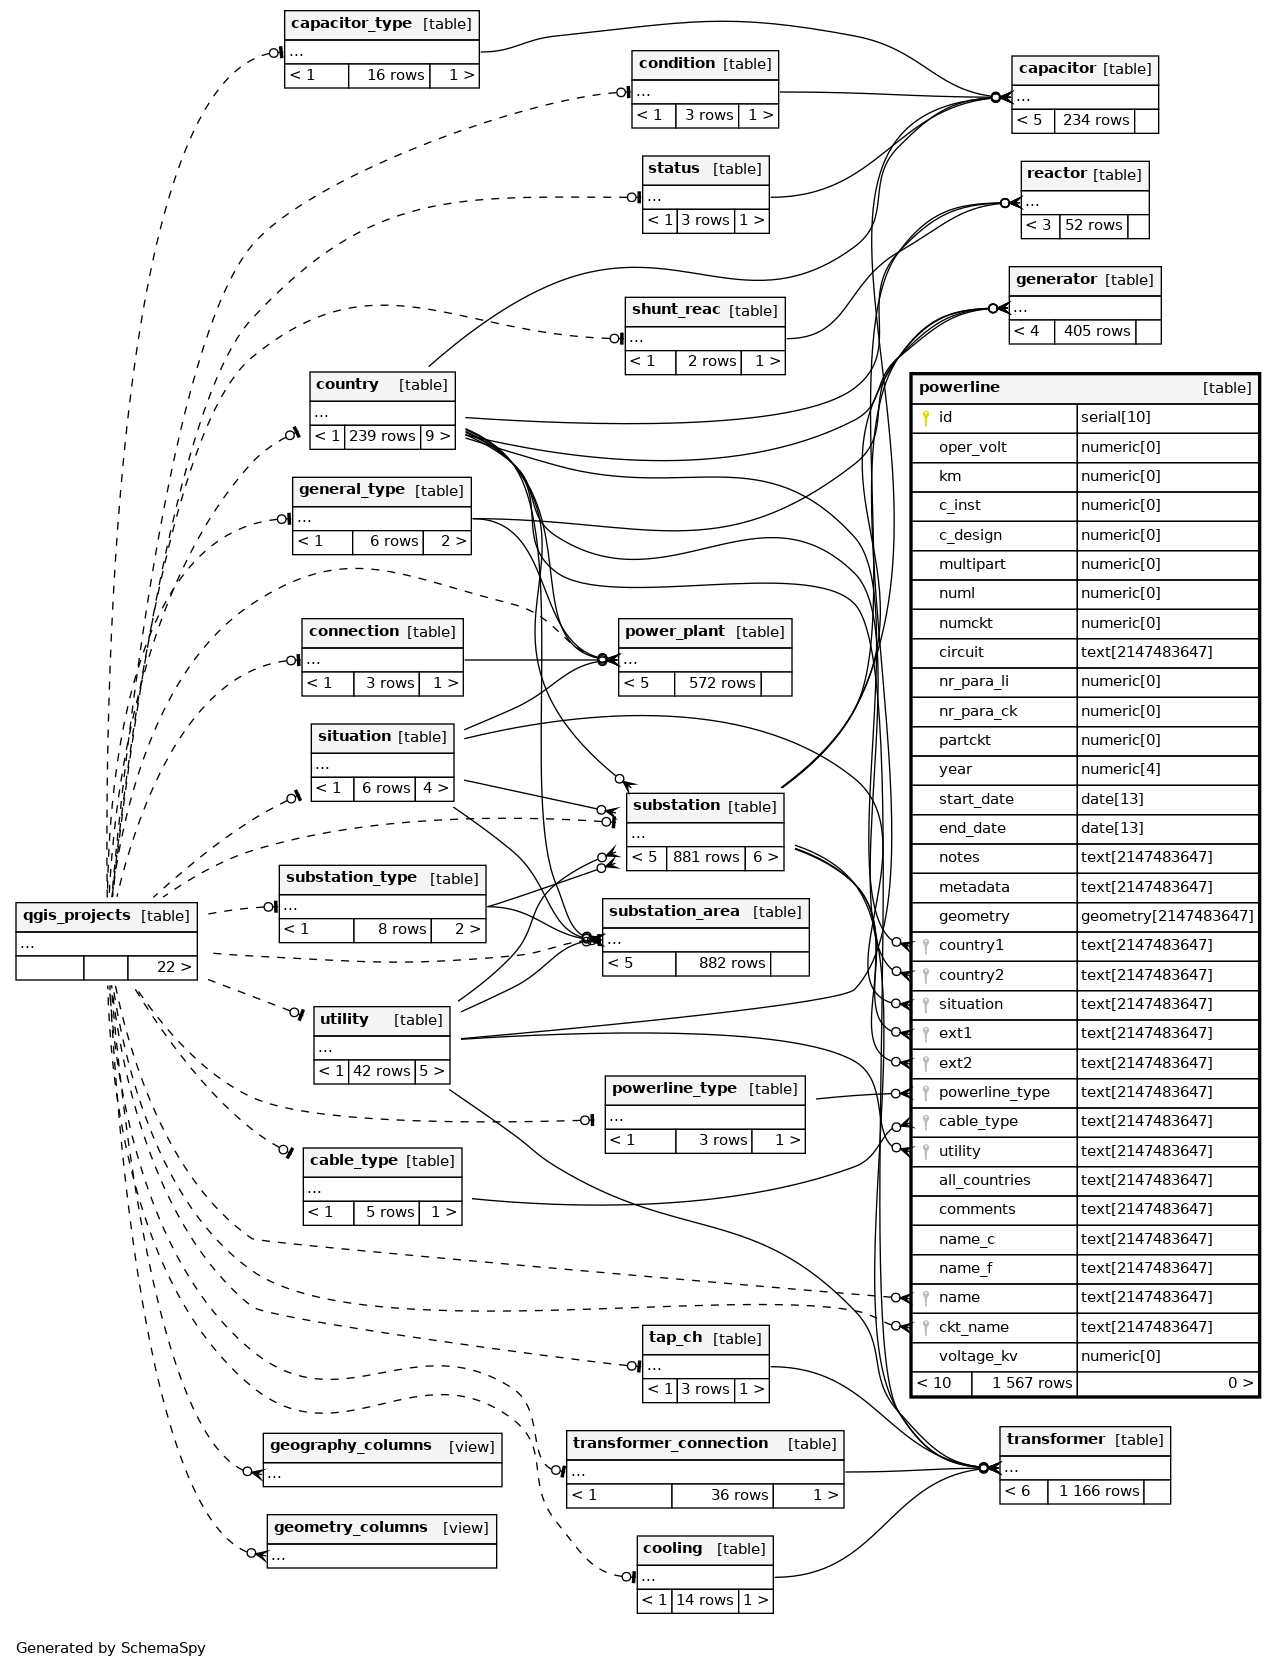 capacitor_type [table]
...
< 1 16 rows 1 >
condition [table]
...
< 1 3 rows 1 >
capacitor [table]
...
< 5 234 rows
status [table]
...
< 1 3 rows 1 >
reactor [table]
...
< 3 52 rows
generator [table]
...
< 4 405 rows
shunt_reac [table]
...
< 1 2 rows 1 >
country [table]
...
< 1 239 rows 9 >
general_type [table]
...
< 1 6 rows 2 >
connection [table]
...
< 1 3 rows 1 >
power_plant [table]
...
< 5 572 rows
situation [table]
...
< 1 6 rows 4 >
substation [table]
...
< 5 881 rows 6 >
substation_type [table]
...
< 1 8 rows 2 >
qgis_projects [table]
...
22 >
substation_area [table]
...
< 5 882 rows
utility [table]
...
< 1 42 rows 5 >
powerline_type [table]
...
< 1 3 rows 1 >
cable_type [table]
...
< 1 5 rows 1 >
powerline [table]
id serial[10]
oper_volt numeric[0]
km numeric[0]
c_inst numeric[0]
c_design numeric[0]
multipart numeric[0]
numl numeric[0]
numckt numeric[0]
circuit text[2147483647]
nr_para_li numeric[0]
nr_para_ck numeric[0]
partckt numeric[0]
year numeric[4]
start_date date[13]
end_date date[13]
notes text[2147483647]
metadata text[2147483647]
geometry geometry[2147483647]
country1 text[2147483647]
country2 text[2147483647]
situation text[2147483647]
ext1 text[2147483647]
ext2 text[2147483647]
powerline_type text[2147483647]
cable_type text[2147483647]
utility text[2147483647]
all_countries text[2147483647]
comments text[2147483647]
name_c text[2147483647]
name_f text[2147483647]
name text[2147483647]
ckt_name text[2147483647]
voltage_kv numeric[0]
< 10 1 567 rows 0 >
tap_ch [table]
...
< 1 3 rows 1 >
geography_columns [view]
...
transformer_connection [table]
...
< 1 36 rows 1 >
transformer [table]
...
< 6 1 166 rows
geometry_columns [view]
...
cooling [table]
...
< 1 14 rows 1 >
Generated by SchemaSpy